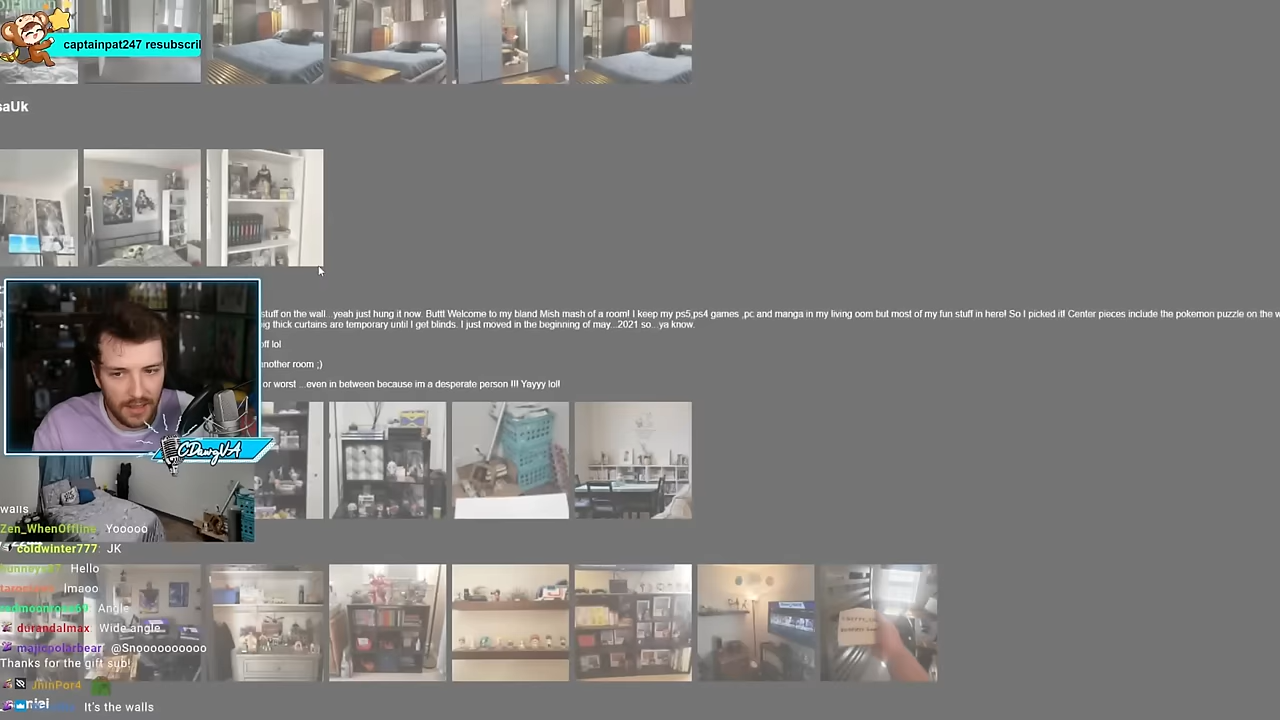 captainpat247 resubscri
saUk
stuff on the wall...yeah just hung it now. Buttt Welcome to my bland Mish mash of a room! I keep my ps5,ps4 games ,pc and manga in my living oom but most of my fun stuff in here! So I picked it! Center pieces include the pokemon puzzle on the w
g thick curtains are temporary until I get blinds. I just moved in the beginning of may...2021 so...ya know.
off lol
another room ;)
or worst ...even in between because im a desperate person !!! Yayyy lol!
CDawgVA
walls
Zen_WhenOffline: Yooooo
coldwinter777: JK
Hello
lmaoo
Angle
durandalmax: Wide angle
majicpolarbear: @Snoooooooooo
Thanks for the gift sub!
JninPor4
It's the walls